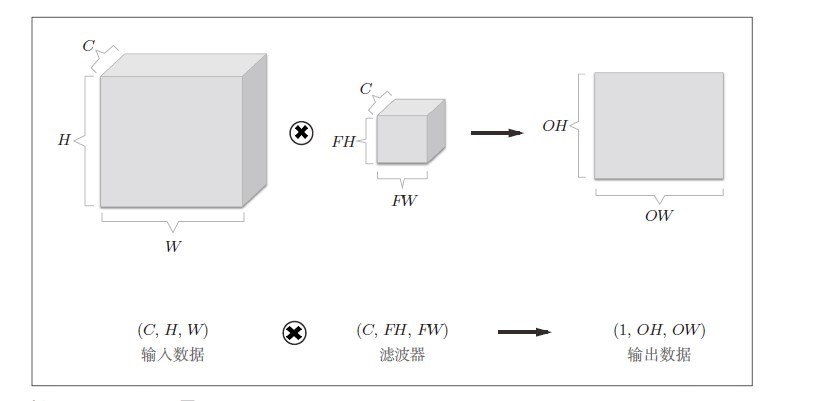 C
H
W
C
FH
FW
OH
OW
(C, H, W)
输入数据
(C, FH, FW)
滤波器
(1, OH, OW)
输出数据